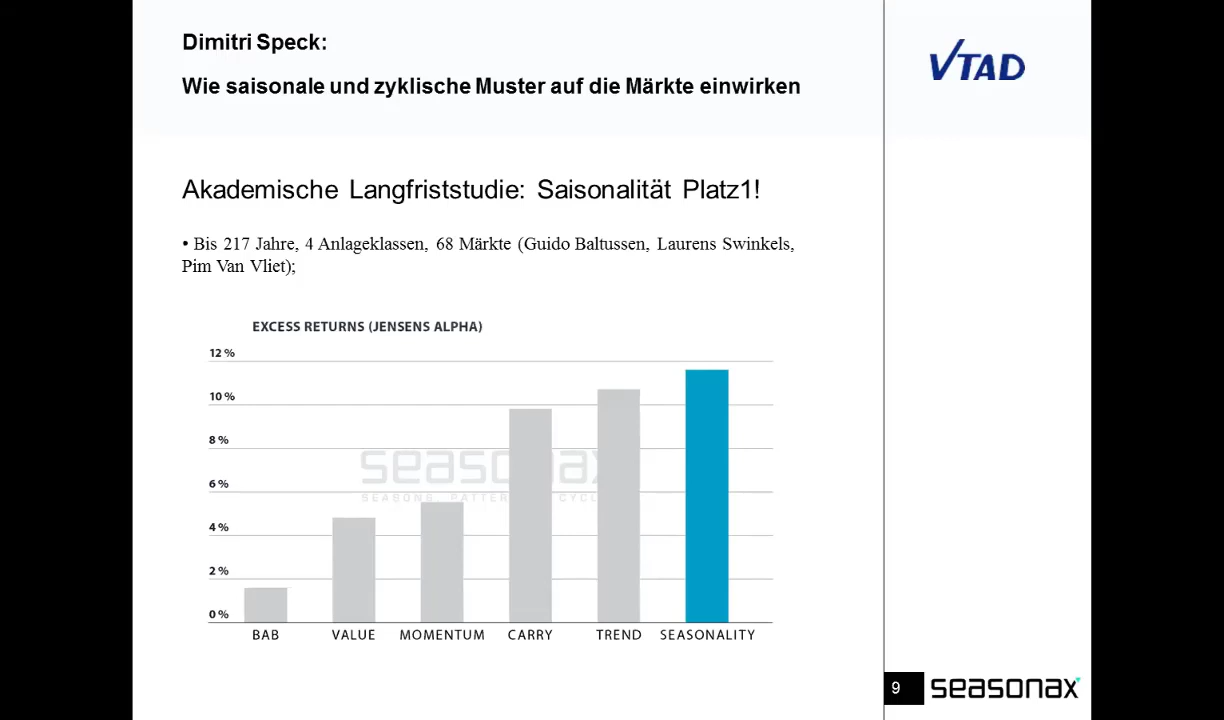 Dimitri Speck:
Wie saisonale und zyklische Muster auf die Märkte einwirken
VTAD
Akademische Langfriststudie: Saisonalität Platz1!
• Bis 217 Jahre, 4 Anlageklassen, 68 Märkte (Guido Baltussen, Laurens Swinkels,
Pim Van Vliet);
EXCESS RETURNS (JENSENS ALPHA)
12 %
10 %
8 %
6 %
4 %
2 %
0 %
BAB VALUE MOMENTUM CARRY TREND SEASONALITY
9
seasonax